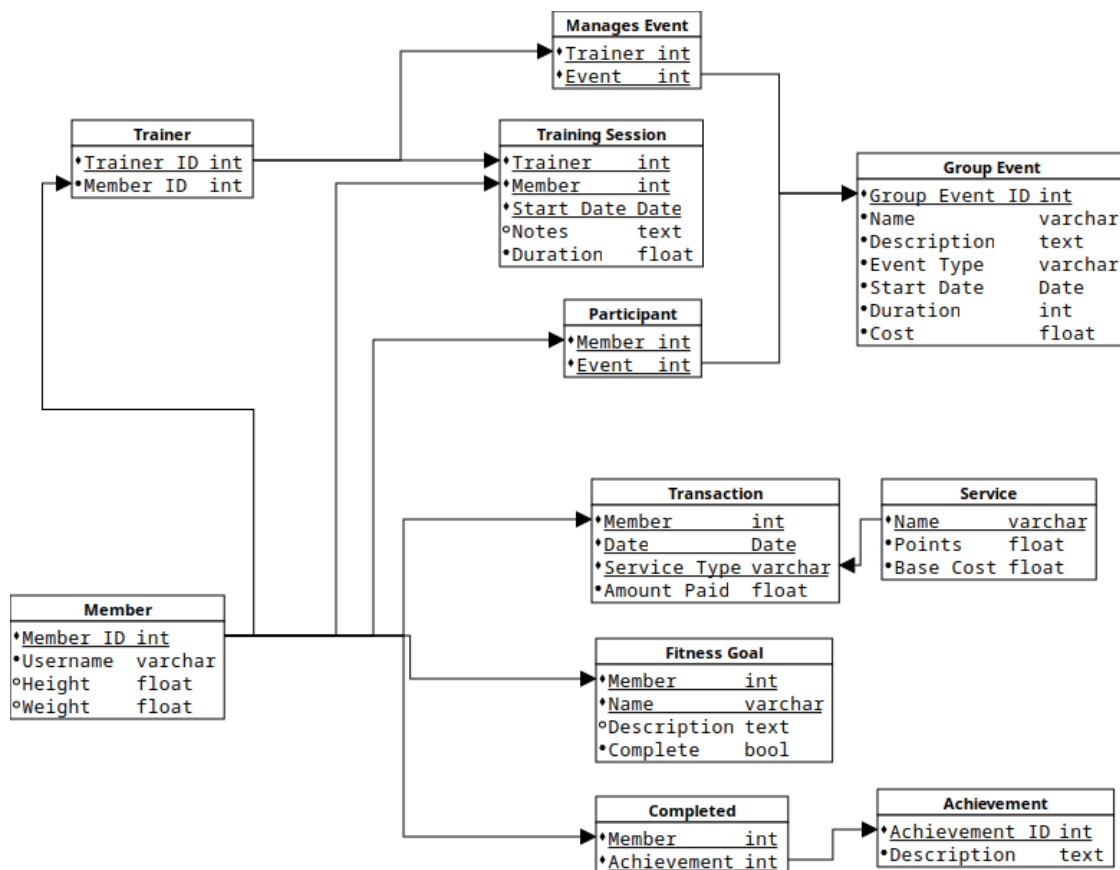 Manages Event
Trainer int
Event int
Trainer
Trainer ID int
Member ID int
Training Session
Trainer int
Member int
Start Date Date
Notes text
Duration float
Group Event
Group Event ID int
Name varchar
Description text
Event Type varchar
Start Date Date
Duration int
Cost float
Participant
Member int
Event int
Transaction
Member int
Date Date
Service Type varchar
Amount Paid float
Service
Name varchar
Points float
Base Cost float
Member
Member ID int
Username varchar
Height float
Weight float
Fitness Goal
Member int
Name varchar
Description text
Complete bool
Completed
Member int
Achievement int
Achievement
Achievement ID int
Description text